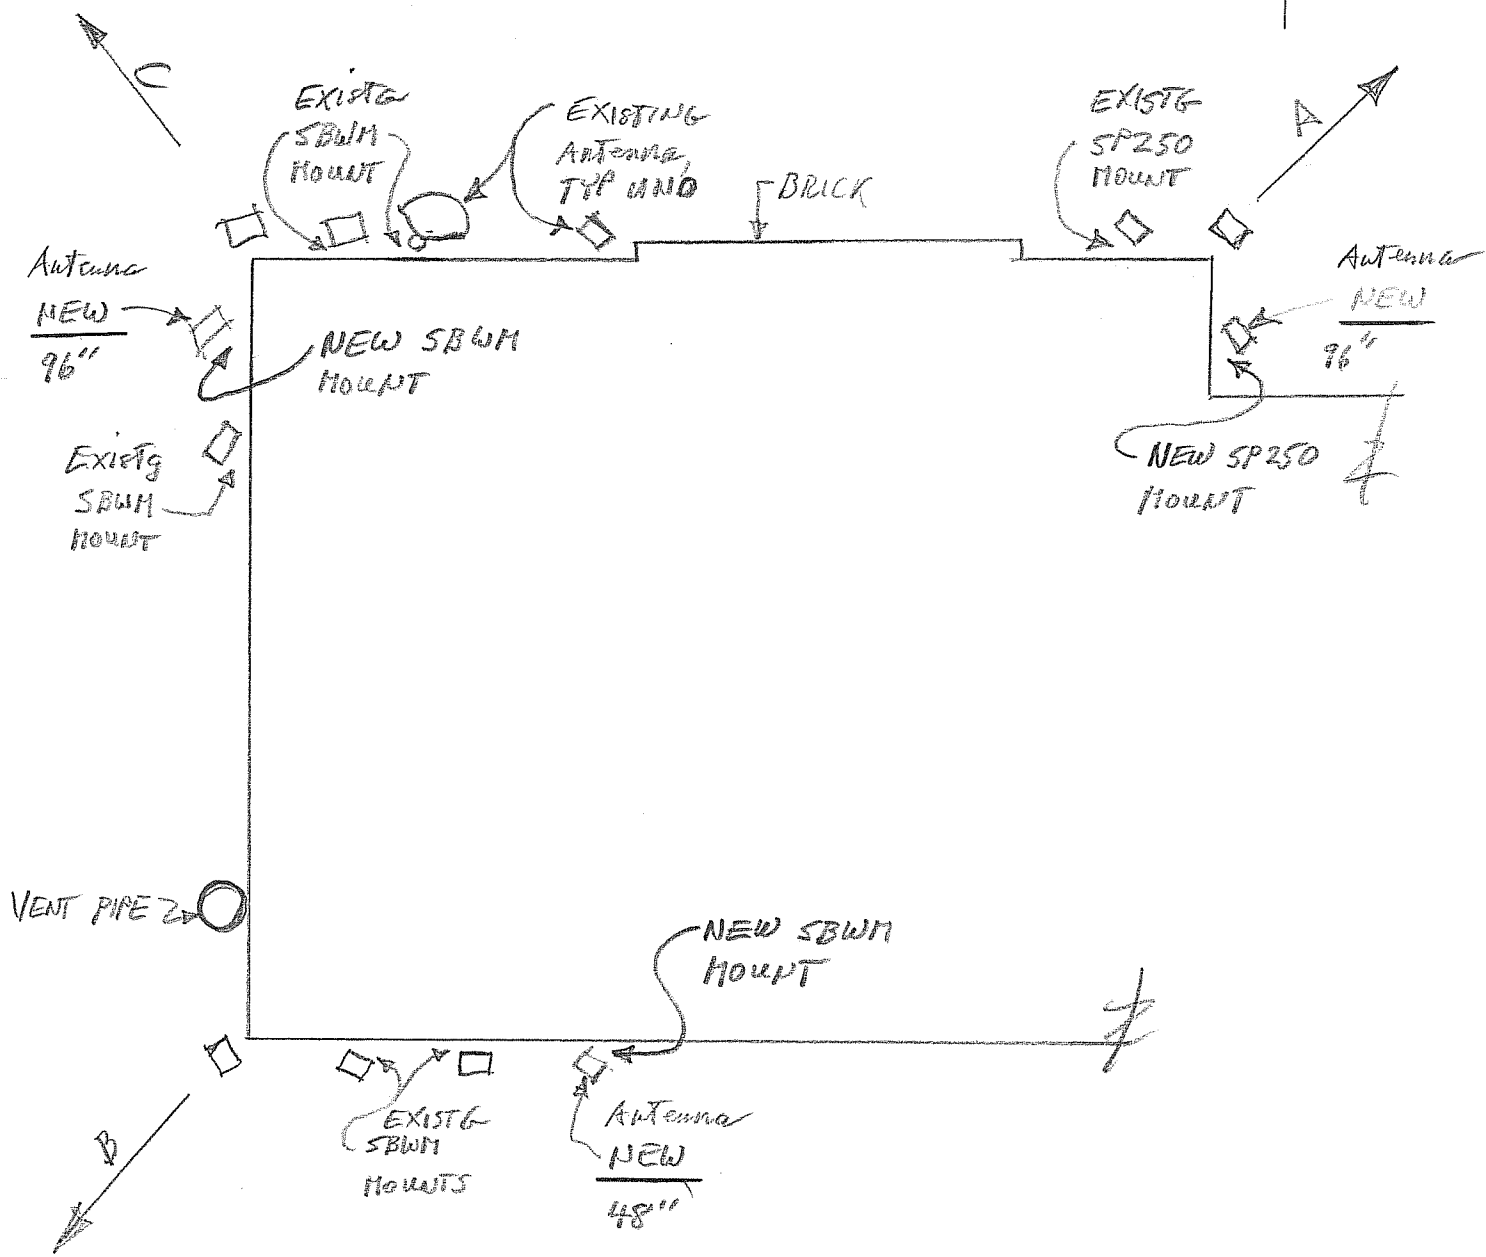 C
EXISTG
SBWM
MOUNT
EXISTING
Antenna,
TYP UNO
BRICK
EXISTG
SP250
MOUNT
A
Antenna
NEW
96"
NEW SBWM
MOUNT
Antenna
NEW
96"
NEW SP250
MOUNT
Existg
SBWM
MOUNT
VENT PIPE
NEW SBWM
MOUNT
B
EXISTG
SBWM
MOUNTS
Antenna
NEW
48"